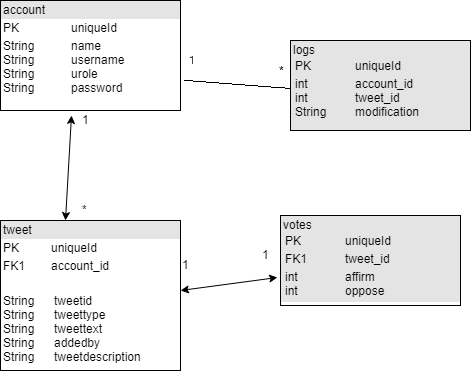 account
PK uniqueId
String name
String username
String urole
String password
1
*
logs
PK uniqueId
int account_id
int tweet_id
String modification
1
*
tweet
PK uniqueId
FK1 account_id
String tweetid
String tweettype
String tweettext
String addedby
String tweetdescription
1
1
votes
PK uniqueId
FK1 tweet_id
int affirm
int oppose